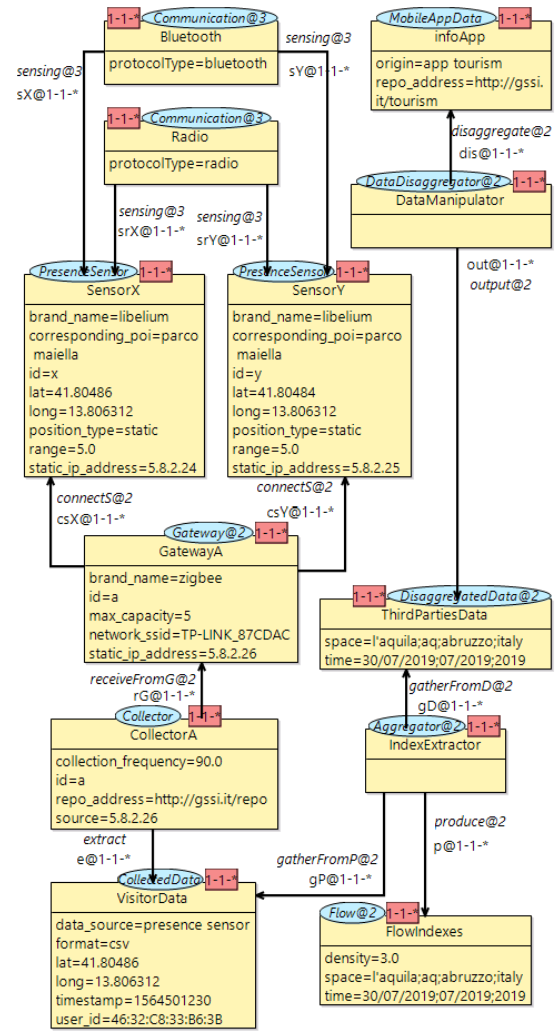 Communication@3
1-1-*
Bluetooth
protocolType=bluetooth
sensing@3
sX@1-1-*
sensing@3
sY@1-1-*
Communication@3
1-1-*
Radio
protocolType=radio
sensing@3
srX@1-1-*
sensing@3
srY@1-1-*
MobileAppData
1-1-*
infoApp
origin=app tourism
repo_address=http://gssi.
it/tourism
disaggregate@2
dis@1-1-*
DataDisaggregator@2
1-1-*
DataManipulator
out@1-1-*
output@2
PresenceSensor
1-1-*
SensorX
brand_name=libelium
corresponding_poi=parco
maiella
id=x
lat=41.80486
long=13.806312
position_type=static
range=5.0
static_ip_address=5.8.2.24
PresenceSensor
1-1-*
SensorY
brand_name=libelium
corresponding_poi=parco
maiella
id=y
lat=41.80484
long=13.806312
position_type=static
range=5.0
static_ip_address=5.8.2.25
connectS@2
csX@1-1-*
connectS@2
csY@1-1-*
Gateway@2
1-1-*
GatewayA
brand_name=zigbee
id=a
max_capacity=5
network_ssid=TP-LINK_87CDAC
static_ip_address=5.8.2.26
1-1-*
DisaggregatedData@2
ThirdPartiesData
space=l'aquila;aq;abruzzo;italy
time=30/07/2019;07/2019;2019
receiveFromG@2
rG@1-1-*
gatherFromD@2
gD@1-1-*
Collector
1-1-*
CollectorA
collection_frequency=90.0
id=a
repo_address=http://gssi.it/repo
source=5.8.2.26
Aggregator@2
1-1-*
IndexExtractor
extract
e@1-1-*
gatherFromP@2
gP@1-1-*
produce@2
p@1-1-*
CollectedData
1-1-*
VisitorData
data_source=presence sensor
format=csv
lat=41.80486
long=13.806312
timestamp=1564501230
user_id=46:32:C8:33:B6:3B
Flow@2
1-1-*
FlowIndexes
density=3.0
space=l'aquila;aq;abruzzo;italy
time=30/07/2019;07/2019;2019